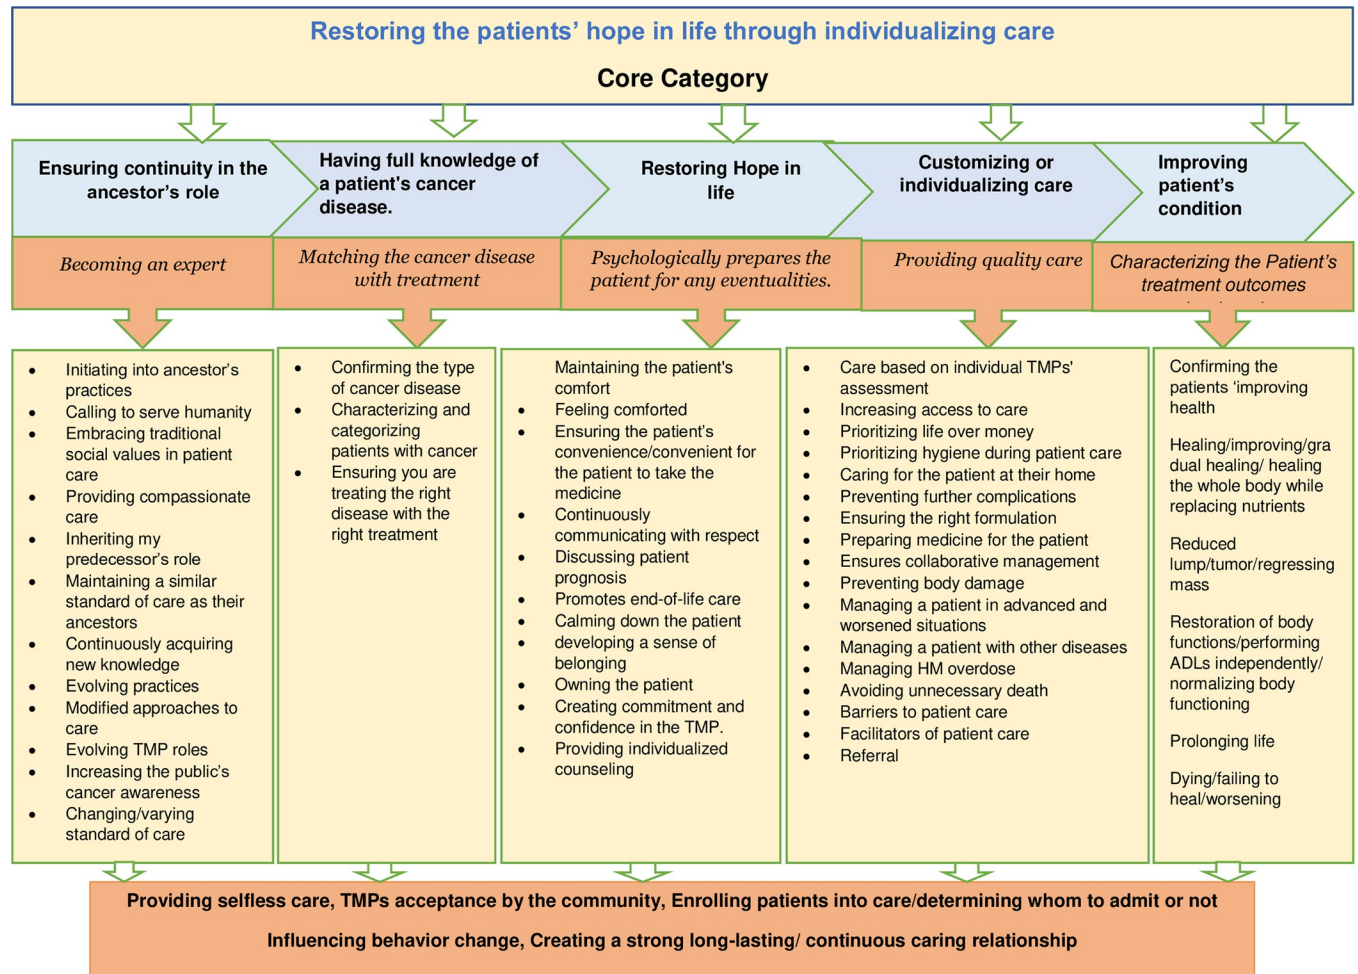 Restoring the patients’ hope in life through individualizing care
Core Category
Ensuring continuity in the
ancestor’s role
Having full knowledge of
a patient's cancer
disease.
Restoring Hope in
life
Customizing or
individualizing care
Improving
patient’s
condition
Becoming an expert
Matching the cancer disease
with treatment
Psychologically prepares the
patient for any eventualities.
Providing quality care
Characterizing the Patient’s
treatment outcomes
• Initiating into ancestor’s
practices
• Calling to serve humanity
• Embracing traditional
social values in patient
care
• Providing compassionate
care
• Inheriting my
predecessor’s role
• Maintaining a similar
standard of care as their
ancestors
• Continuously acquiring
new knowledge
• Evolving practices
• Modified approaches to
care
• Evolving TMP roles
• Increasing the public’s
cancer awareness
• Changing/varying
standard of care
• Confirming the type
of cancer disease
• Characterizing and
categorizing
patients with cancer
• Ensuring you are
treating the right
disease with the
right treatment
Maintaining the patient's
comfort
• Feeling comforted
• Ensuring the patient’s
convenience/convenient for
the patient to take the
medicine
• Continuously
communicating with respect
• Discussing patient
prognosis
• Promotes end-of-life care
• Calming down the patient
• developing a sense of
belonging
• Owning the patient
• Creating commitment and
confidence in the TMP.
• Providing individualized
counseling
• Care based on individual TMPs'
assessment
• Increasing access to care
• Prioritizing life over money
• Prioritizing hygiene during patient care
• Caring for the patient at their home
• Preventing further complications
• Ensuring the right formulation
• Preparing medicine for the patient
• Ensures collaborative management
• Preventing body damage
• Managing a patient in advanced and
worsened situations
• Managing a patient with other diseases
• Managing HM overdose
• Avoiding unnecessary death
• Barriers to patient care
• Facilitators of patient care
• Referral
Confirming the
patients ‘improving
health
Healing/improving/gra
dual healing/ healing
the whole body while
replacing nutrients
Reduced
lump/tumor/regressing
mass
Restoration of body
functions/performing
ADLs independently/
normalizing body
functioning
Prolonging life
Dying/failing to
heal/worsening
Providing selfless care, TMPs acceptance by the community, Enrolling patients into care/determining whom to admit or not
Influencing behavior change, Creating a strong long-lasting/ continuous caring relationship